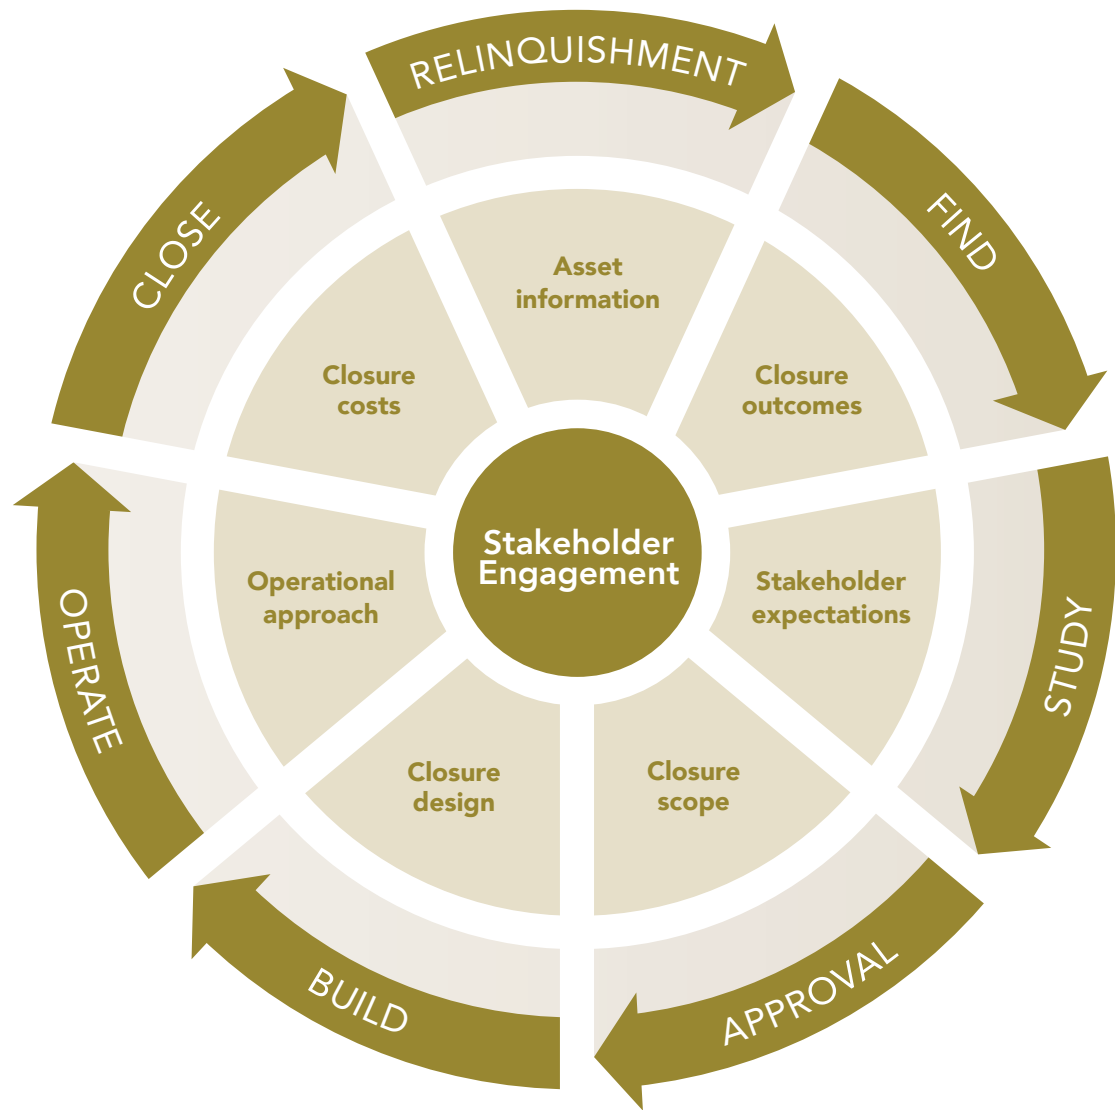 RELINQUISHMENT
FIND
STUDY
APPROVAL
BUILD
OPERATE
CLOSE
Asset
information
Closure
outcomes
Stakeholder
expectations
Closure
scope
Closure
design
Operational
approach
Closure
costs
Stakeholder
Engagement